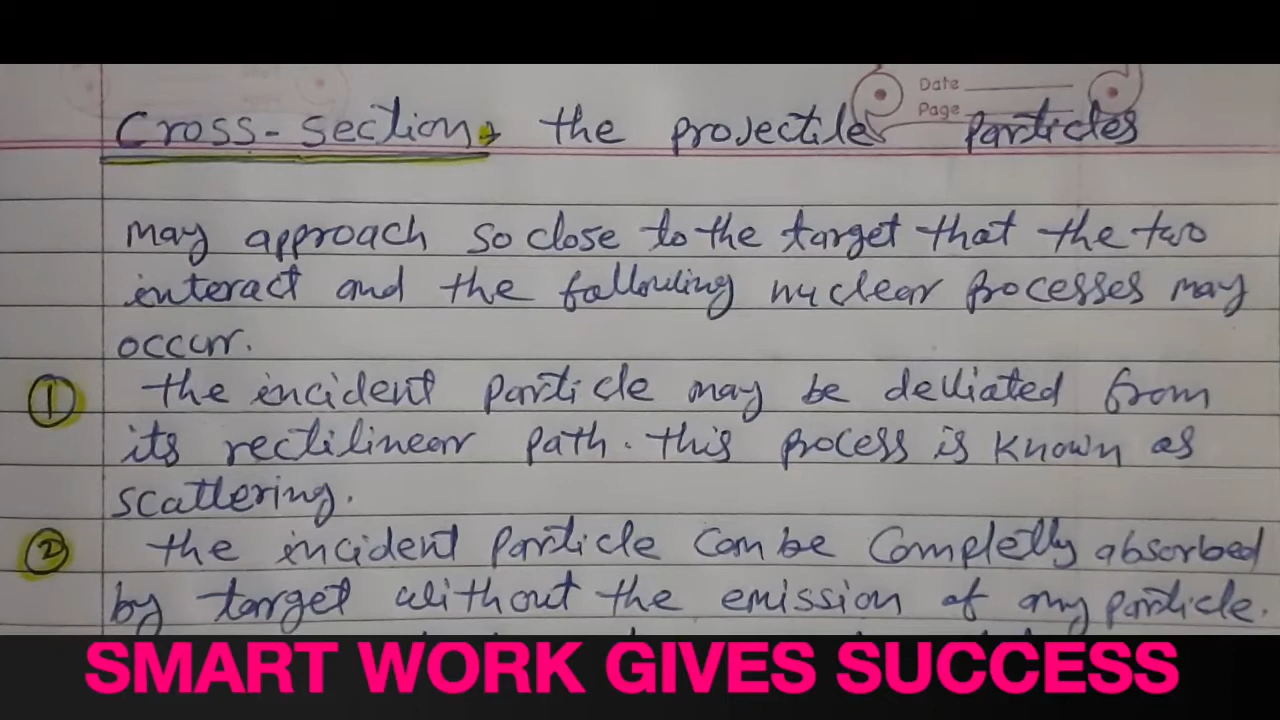 Date
Page
Cross-section → the projectile particles
may approach so close to the target that the two
interact and the following nuclear processes may
occur.
① the incident particle may be deviated from
its rectilinear path. this process is known as
scattering.
② the incident particle can be completly absorbed
by target without the emission of any particle.
SMART WORK GIVES SUCCESS